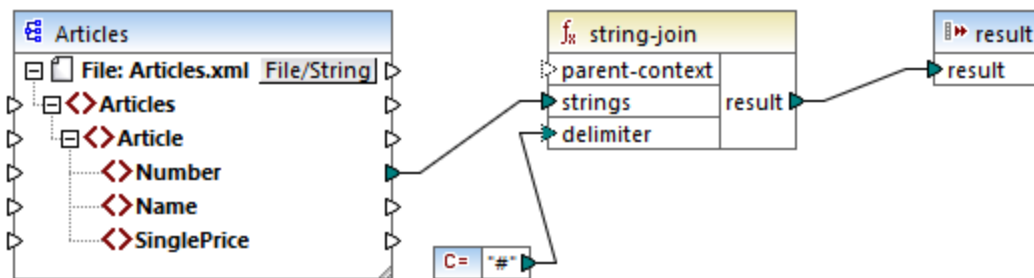 Articles
File: Articles.xml File/String
Articles
Article
Number
Name
SinglePrice
string-join
parent-context
strings
delimiter
result
C= "#"
result
result